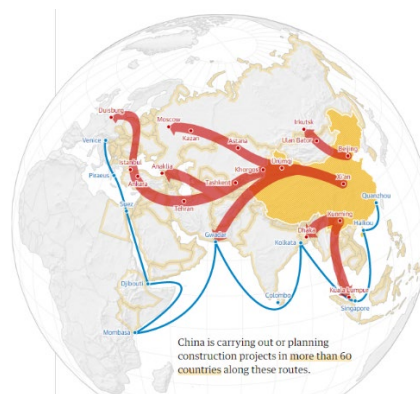 Duisburg
Moscow
Irkutsk
Kazan
Astana
Ulan Bator
Venice
Beijing
Istanbul
Anaklia
Khorgos
Urumqi
Piraeus
Ankara
Tashkent
Xi'an
Tehran
Quanzhou
Suez
Kunming
Gwadar
Dhaka
Haikou
Kolkata
Djibouti
Colombo
Kuala Lumpur
Singapore
Mombasa
China is carrying out or planning
construction projects in more than 60
countries along these routes.